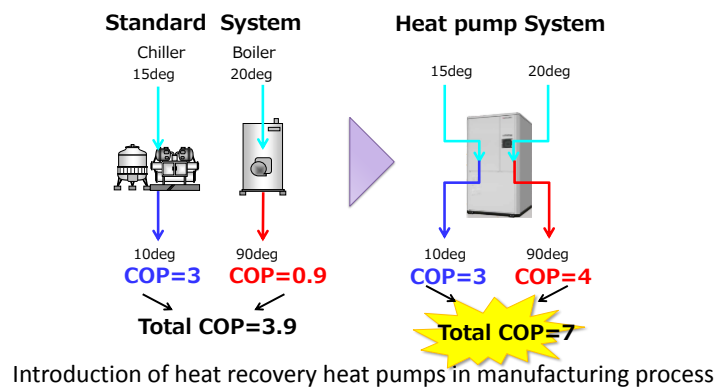 Standard System
Chiller
15deg
Boiler
20deg
10deg
COP=3
90deg
COP=0.9
Total COP=3.9
Heat pump System
15deg
20deg
10deg
COP=3
90deg
COP=4
Total COP=7
Introduction of heat recovery heat pumps in manufacturing process